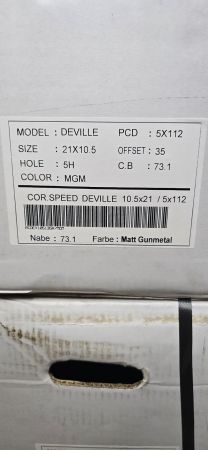 MODEL : DEVILLE PCD : 5X112
SIZE : 21X10.5 OFFSET : 35
HOLE : 5H C.B : 73.1
COLOR : MGM
COR.SPEED DEVILLE 10.5x21 / 5x112
Nabe : 73.1 Farbe : Matt Gunmetal